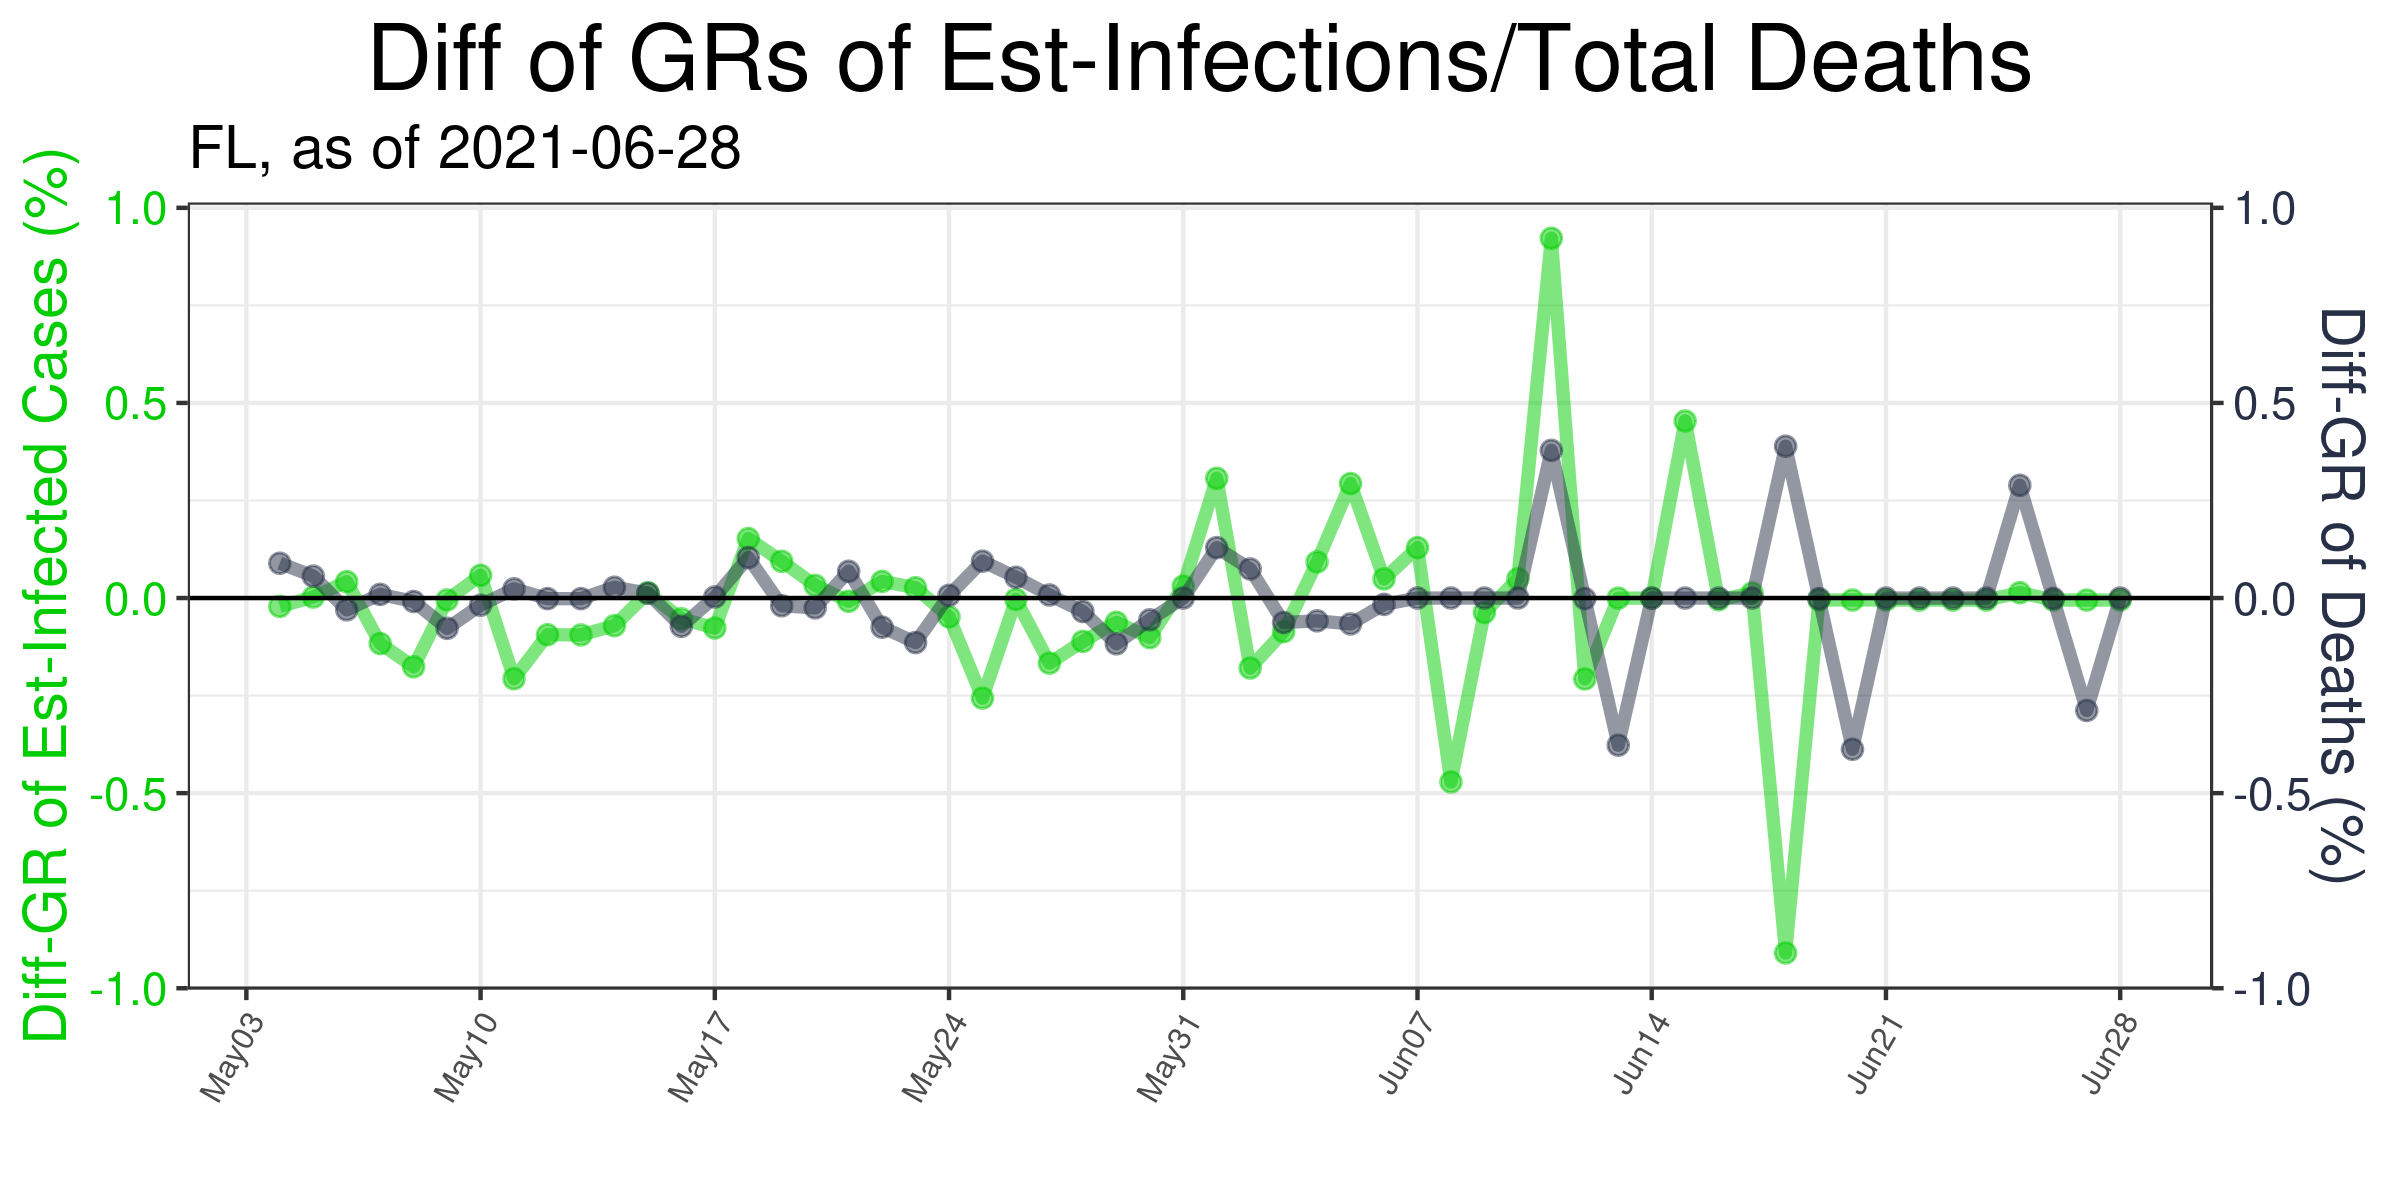 Diff of GRs of Est-Infections/Total Deaths
FL, as of 2021-06-28
Diff-GR of Est-Infected Cases (%)
1.0
0.5
0.0
-0.5
-1.0
1.0
0.5
0.0
-0.5
-1.0
Diff-GR of Deaths (%)
May03
May10
May17
May24
May31
Jun07
Jun14
Jun21
Jun28